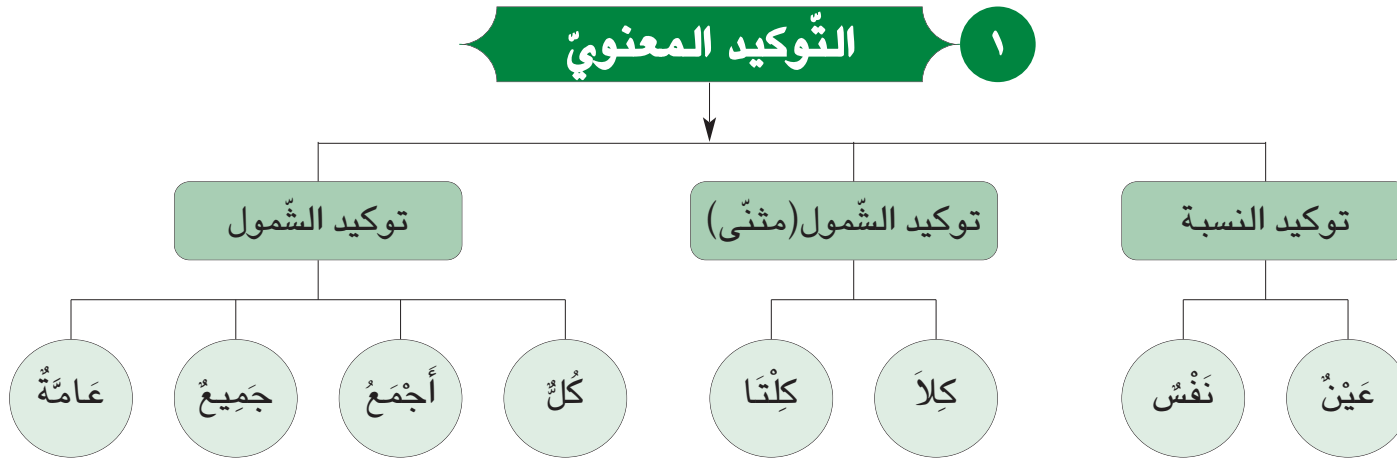 ١
التّوكيد المعنويّ
توكيد النسبة
توكيد الشّمول(مثنّى)
توكيد الشّمول
عَيْنٌ
نَفْسٌ
كِلاَ
كِلْتَا
كُلٌّ
أَجْمَعُ
جَمِيعٌ
عَامَّةٌ